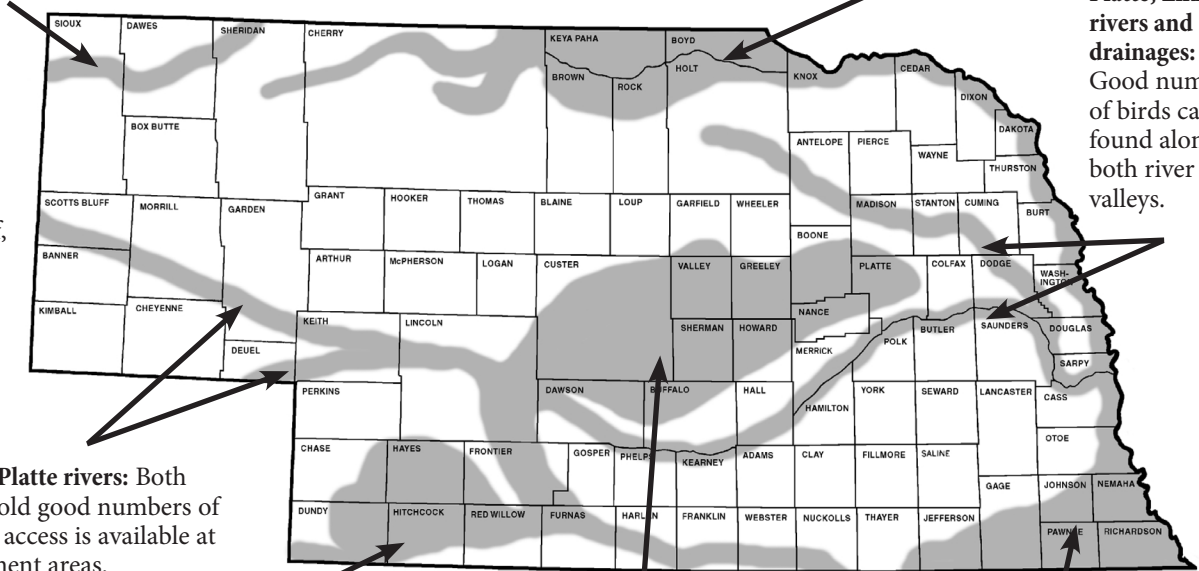 Platte, Elk
rivers and
drainages:
Good num
of birds ca
found alon
both river
valleys.
SIOUX
DAWES
SHERIDAN
CHERRY
KEYA PAHA
BOYD
BROWN
ROCK
HOLT
KNOX
CEDAR
DIXON
DAKOTA
BOX BUTTE
ANTELOPE
PIERCE
WAYNE
THURSTON
SCOTTS BLUFF
MORRILL
GARDEN
GRANT
HOOKER
THOMAS
BLAINE
LOUP
GARFIELD
WHEELER
MADISON
STANTON
CUMING
BURT
BOONE
BANNER
ARTHUR
McPHERSON
LOGAN
CUSTER
VALLEY
GREELEY
PLATTE
COLFAX
DODGE
WASH-
INGTON
KIMBALL
CHEYENNE
KEITH
LINCOLN
SHERMAN
HOWARD
NANCE
MERRICK
POLK
BUTLER
SAUNDERS
DOUGLAS
SARPY
DEUEL
PERKINS
DAWSON
BUFFALO
HALL
HAMILTON
YORK
SEWARD
LANCASTER
CASS
OTOE
CHASE
HAYES
FRONTIER
GOSPER
PHELPS
KEARNEY
ADAMS
CLAY
FILLMORE
SALINE
GAGE
JOHNSON
NEMAHA
DUNDY
HITCHCOCK
RED WILLOW
FURNAS
HARLAN
FRANKLIN
WEBSTER
NUCKOLLS
THAYER
JEFFERSON
PAWNEE
RICHARDSON
Platte rivers: Both
old good numbers of
access is available at
ment areas.